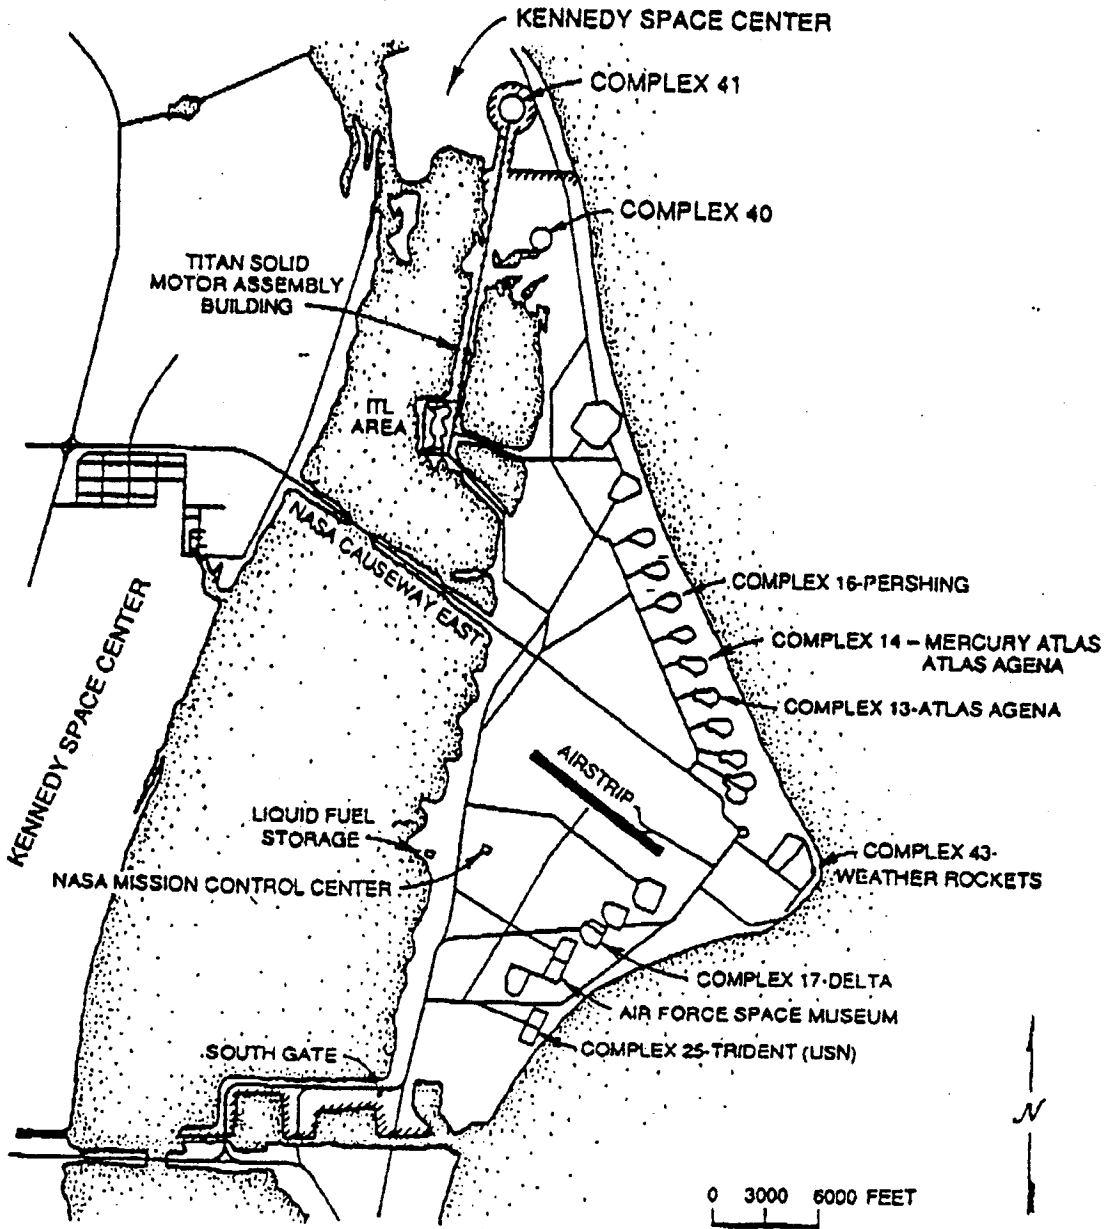 KENNEDY SPACE CENTER
COMPLEX 41
COMPLEX 40
TITAN SOLID
MOTOR ASSEMBLY
BUILDING
ITL
AREA
NASA CAUSEWAY EAST
COMPLEX 16-PERSHING
COMPLEX 14 - MERCURY ATLAS
ATLAS AGENA
COMPLEX 13-ATLAS AGENA
KENNEDY SPACE CENTER
AIRSTRIP
LIQUID FUEL
STORAGE
NASA MISSION CONTROL CENTER
COMPLEX 43-
WEATHER ROCKETS
COMPLEX 17-DELTA
AIR FORCE SPACE MUSEUM
COMPLEX 25-TRIDENT (USN)
SOUTH GATE
N
0 3000 6000 FEET